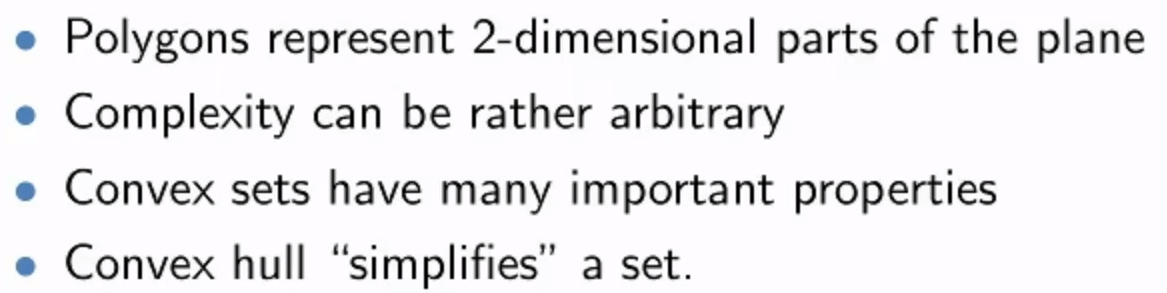 • Polygons represent 2-dimensional parts of the plane
• Complexity can be rather arbitrary
• Convex sets have many important properties
• Convex hull “simplifies” a set.